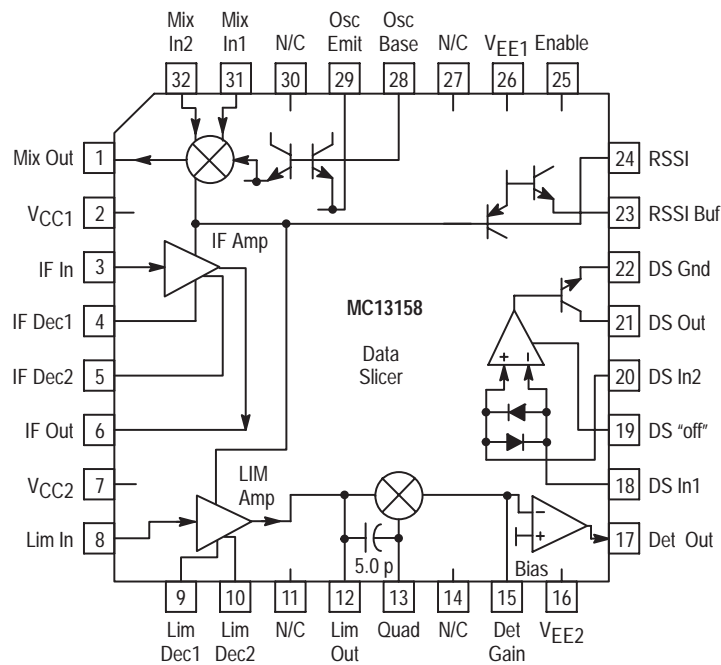 Mix In2
Mix In1
N/C
Osc Emit
Osc Base
N/C
VEE1
Enable
32
31
30
29
28
27
26
25
Mix Out 1
VCC1 2
IF In 3
IF Dec1 4
IF Dec2 5
IF Out 6
VCC2 7
Lim In 8
IF Amp
LIM Amp
MC13158
Data
Slicer
5.0 p
Bias
+
–
–
+
24 RSSI
23 RSSI Buf
22 DS Gnd
21 DS Out
20 DS In2
19 DS “off”
18 DS In1
17 Det Out
9
10
11
12
13
14
15
16
Lim Dec1
Lim Dec2
N/C
Lim Out
Quad
N/C
Det Gain
VEE2